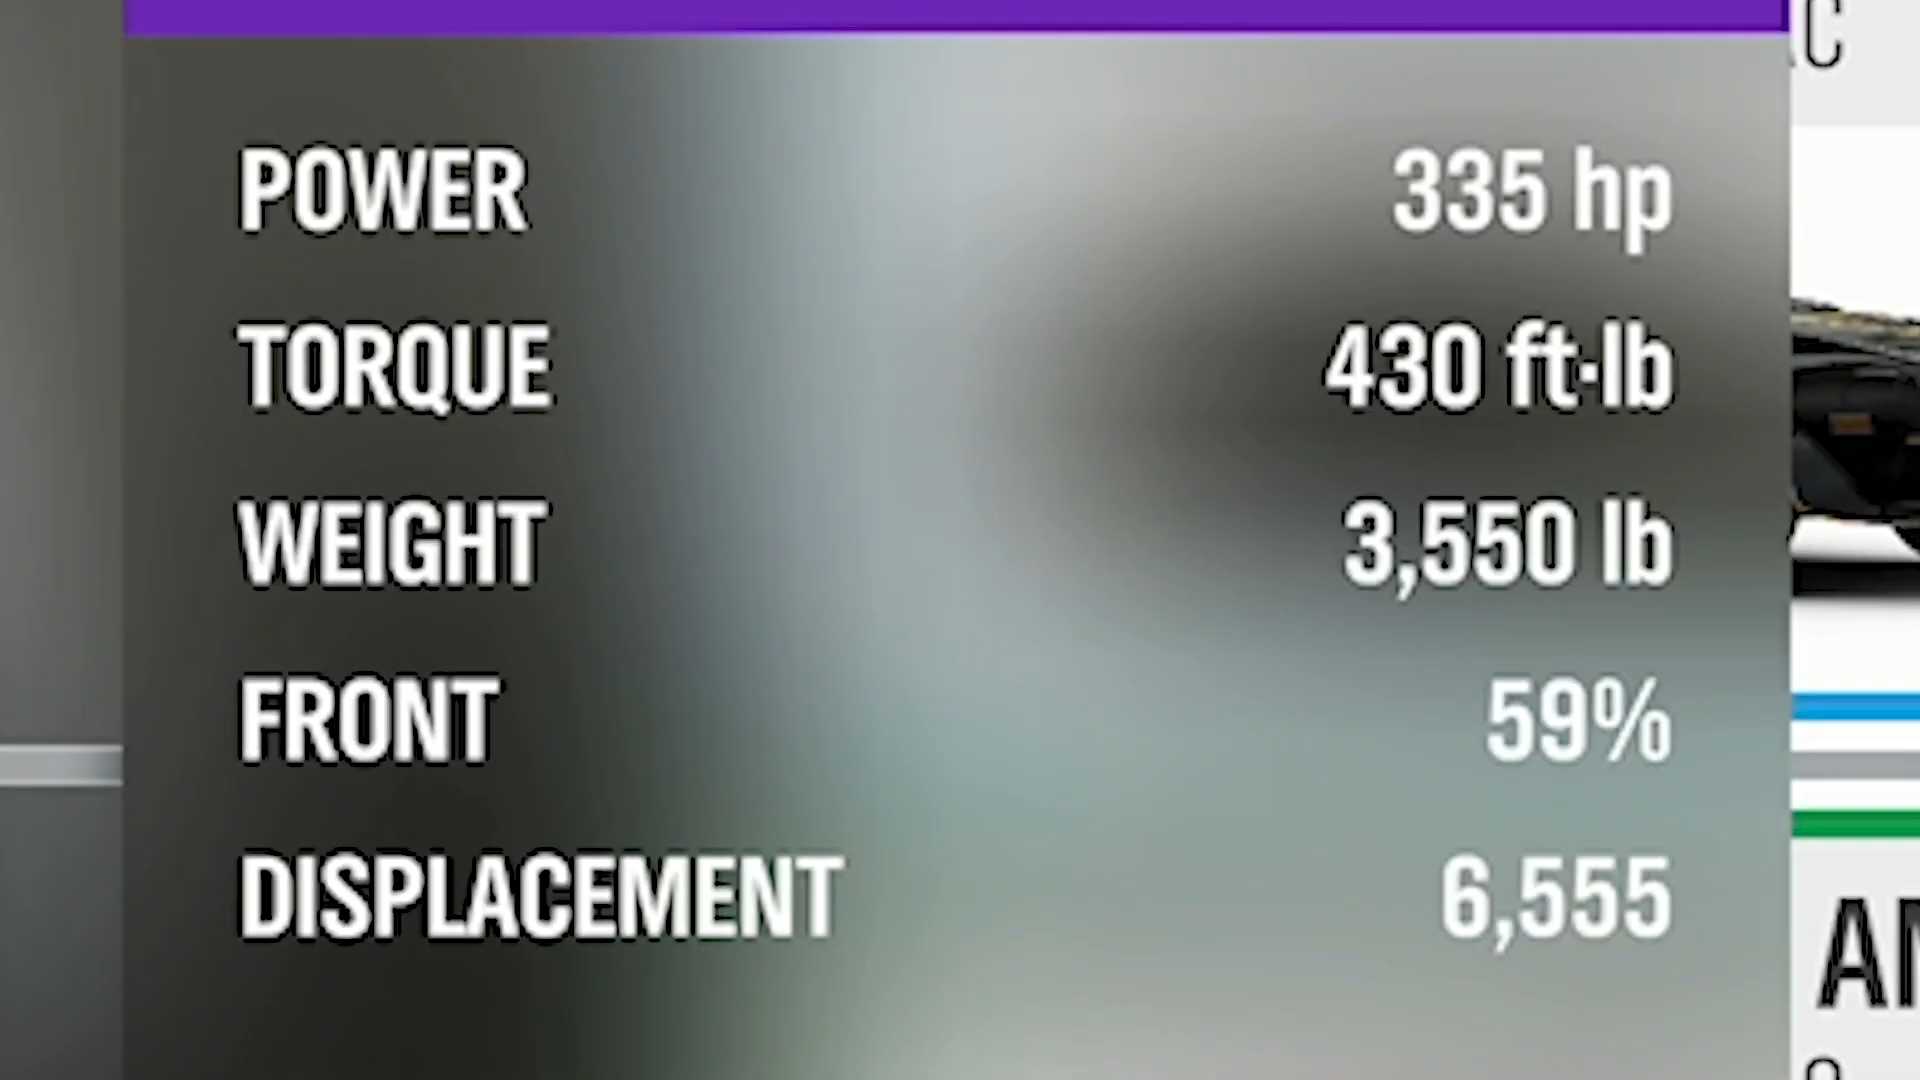 POWER 335 hp
TORQUE 430 ft·lb
WEIGHT 3,550 lb
FRONT 59%
DISPLACEMENT 6,555